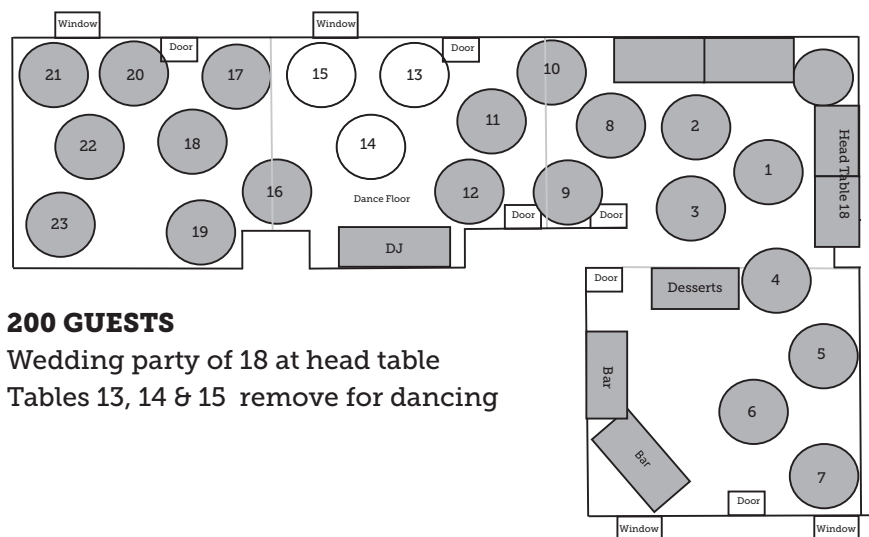 Window
Window
Door
Door
21
20
17
15
13
10
11
8
2
22
18
14
1
Head Table 18
16
Dance Floor
12
9
3
23
19
Door
Door
DJ
Door
Desserts
4
200 GUESTS
Wedding party of 18 at head table
Tables 13, 14 & 15 remove for dancing
Bar
5
6
Bar
7
Door
Window
Window